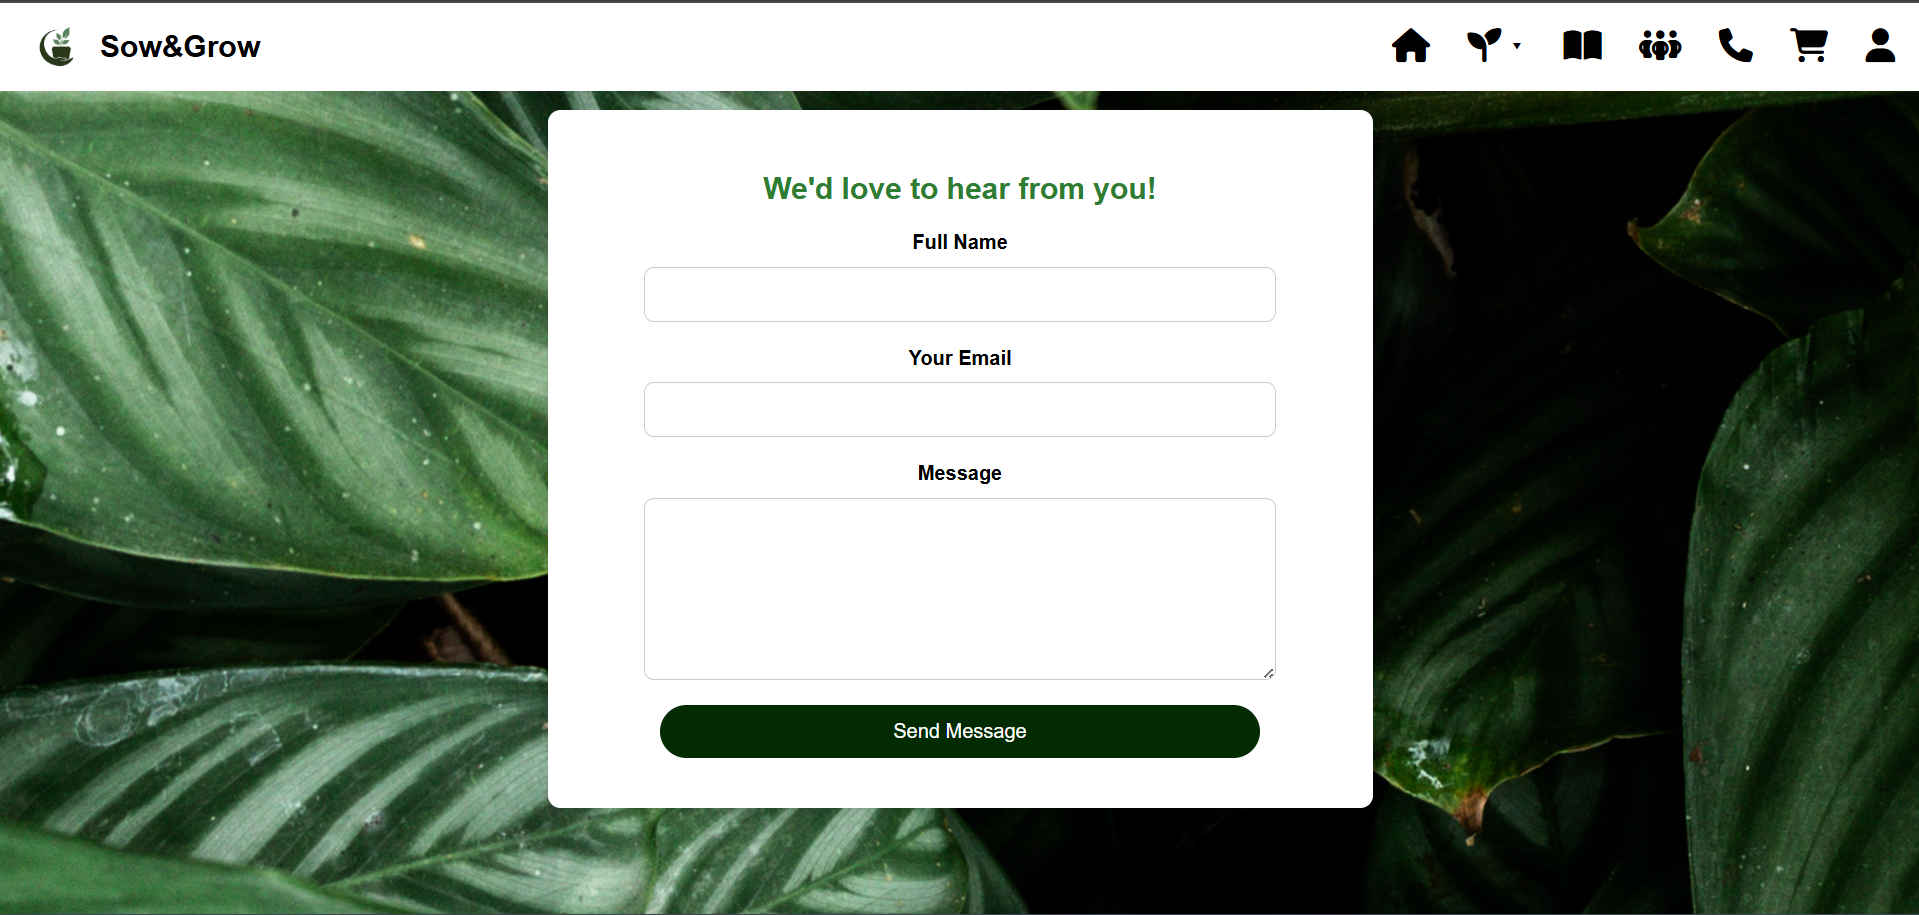 Sow&Grow
We'd love to hear from you!
Full Name
Your Email
Message
Send Message